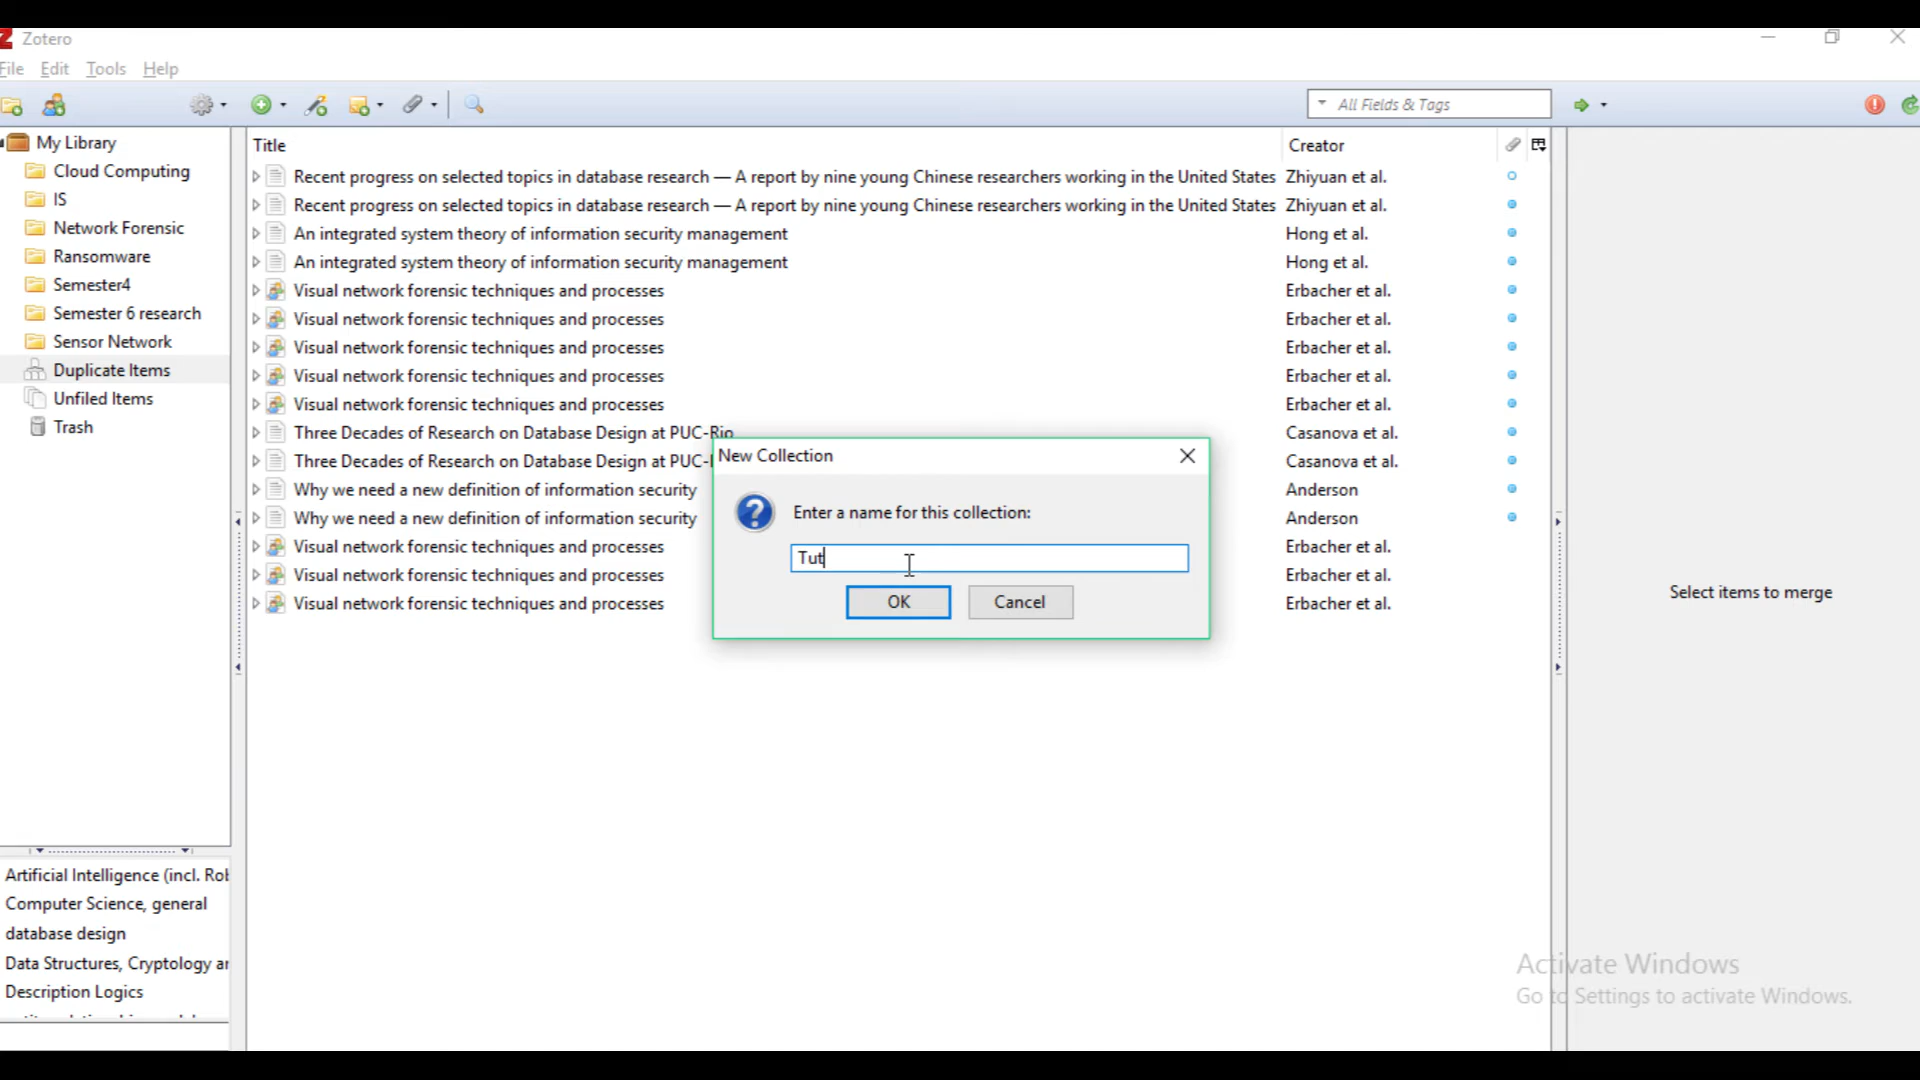 Zotero
File Edit Tools Help
All Fields & Tags
My Library
Cloud Computing
IS
Network Forensic
Ransomware
Semester4
Semester 6 research
Sensor Network
Duplicate Items
Unfiled Items
Trash
Title Creator
Recent progress on selected topics in database research — A report by nine young Chinese researchers working in the United States Zhiyuan et al.
Recent progress on selected topics in database research — A report by nine young Chinese researchers working in the United States Zhiyuan et al.
An integrated system theory of information security management Hong et al.
An integrated system theory of information security management Hong et al.
Visual network forensic techniques and processes Erbacher et al.
Visual network forensic techniques and processes Erbacher et al.
Visual network forensic techniques and processes Erbacher et al.
Visual network forensic techniques and processes Erbacher et al.
Visual network forensic techniques and processes Erbacher et al.
Three Decades of Research on Database Design at PUC-Rio Casanova et al.
Three Decades of Research on Database Design at PUC- Casanova et al.
Why we need a new definition of information security Anderson
Why we need a new definition of information security Anderson
Visual network forensic techniques and processes Erbacher et al.
Visual network forensic techniques and processes Erbacher et al.
Visual network forensic techniques and processes Erbacher et al.
New Collection
Enter a name for this collection:
Tut
OK Cancel
Select items to merge
Artificial Intelligence (incl. Rob
Computer Science, general
database design
Data Structures, Cryptology an
Description Logics
Activate Windows
Go to Settings to activate Windows.